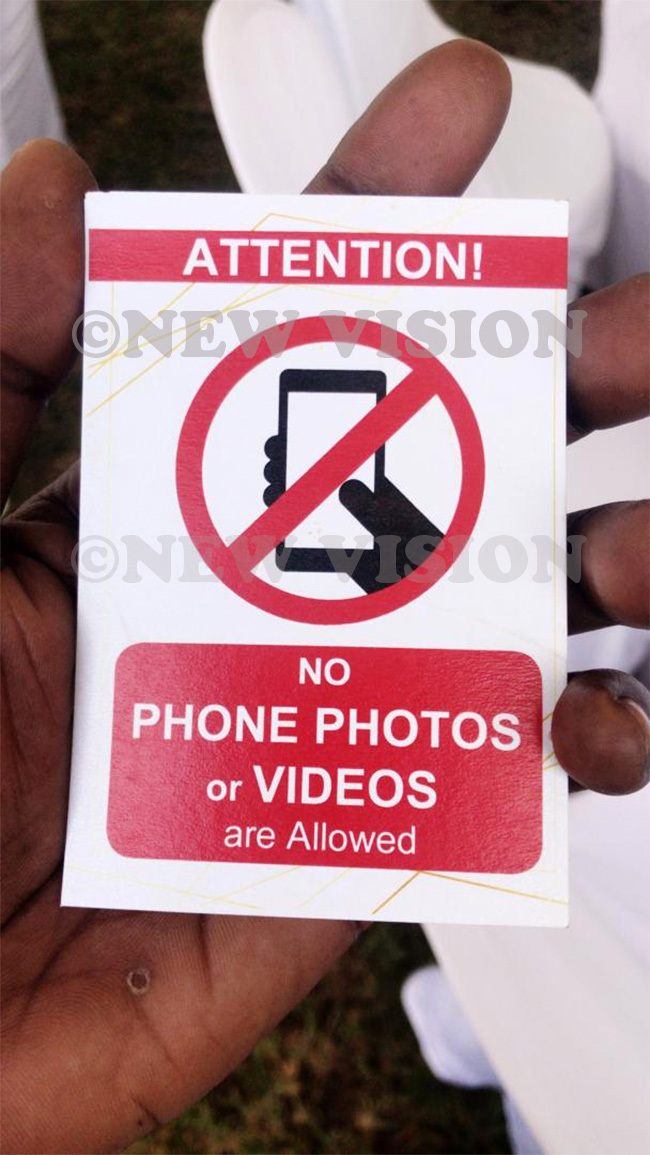 ATTENTION!
©NEW VISION
©NEW VISION
NO
PHONE PHOTOS
or VIDEOS
are Allowed